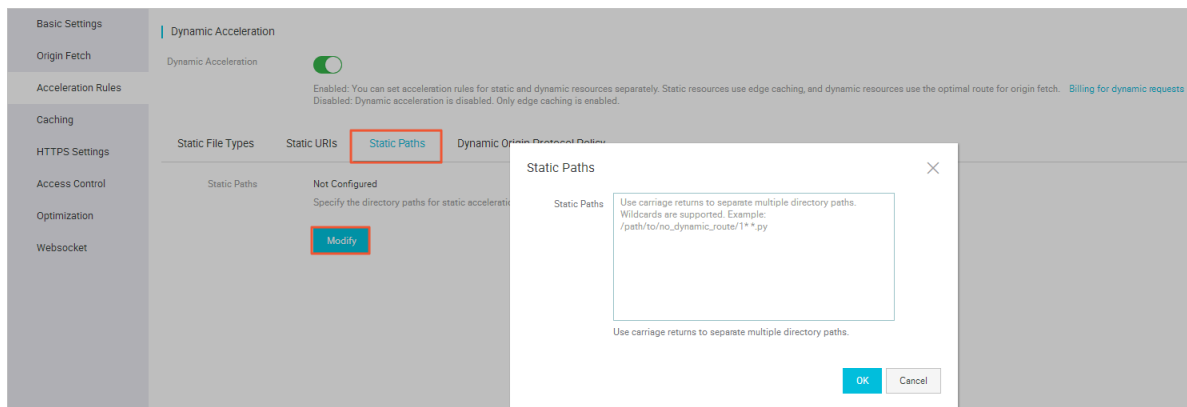 Basic Settings
Origin Fetch
Acceleration Rules
Caching
HTTPS Settings
Access Control
Optimization
Websocket
Dynamic Acceleration
Dynamic Acceleration
Enabled: You can set acceleration rules for static and dynamic resources separately. Static resources use edge caching, and dynamic resources use the optimal route for origin fetch. Billing for dynamic requests
Disabled: Dynamic acceleration is disabled. Only edge caching is enabled.
Static File Types Static URIs Static Paths Dynamic Origin Protocol Policy
Static Paths Not Configured
Specify the directory paths for static
Modify
Static Paths
Static Paths
Use carriage returns to separate multiple directory paths.
Wildcards are supported. Example:
/path/to/no_dynamic_route/1* *.py
Use carriage returns to separate multiple directory paths.
OK Cancel